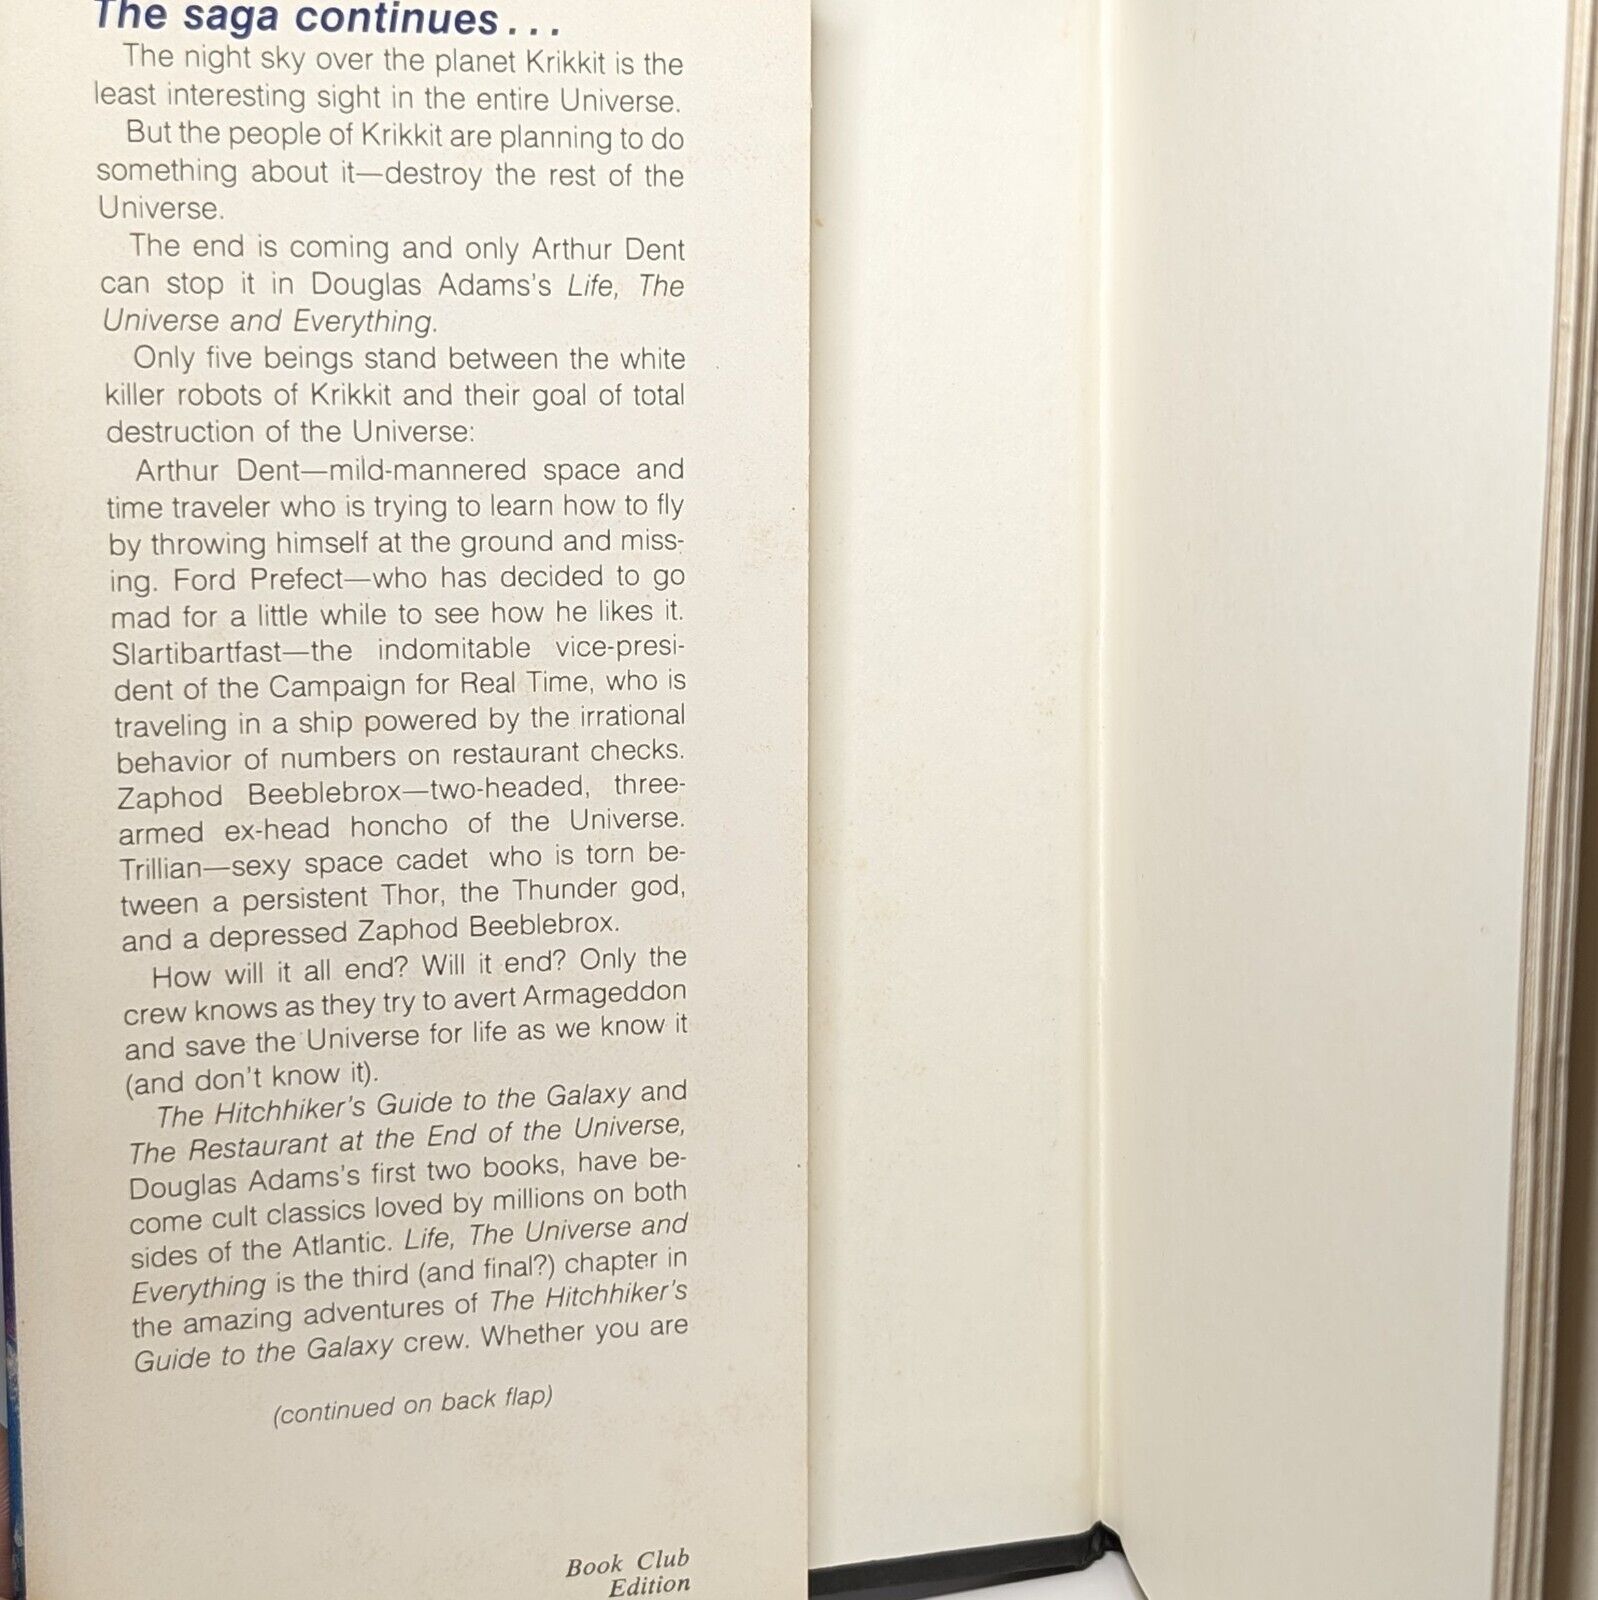 The saga continues...
The night sky over the planet Krikkit is the
least interesting sight in the entire Universe.
But the people of Krikkit are planning to do
something about it—destroy the rest of the
Universe.
The end is coming and only Arthur Dent
can stop it in Douglas Adams's Life, The
Universe and Everything.
Only five beings stand between the white
killer robots of Krikkit and their goal of total
destruction of the Universe:
Arthur Dent—mild-mannered space and
time traveler who is trying to learn how to fly
by throwing himself at the ground and miss-
ing. Ford Prefect—who has decided to go
mad for a little while to see how he likes it.
Slartibartfast—the indomitable vice-presi-
dent of the Campaign for Real Time, who is
traveling in a ship powered by the irrational
behavior of numbers on restaurant checks.
Zaphod Beeblebrox—two-headed, three-
armed ex-head honcho of the Universe.
Trillian—sexy space cadet who is torn be-
tween a persistent Thor, the Thunder god,
and a depressed Zaphod Beeblebrox.
How will it all end? Will it end? Only the
crew knows as they try to avert Armageddon
and save the Universe for life as we know it
(and don't know it).
The Hitchhiker's Guide to the Galaxy and
The Restaurant at the End of the Universe,
Douglas Adams's first two books, have be-
come cult classics loved by millions on both
sides of the Atlantic. Life, The Universe and
Everything is the third (and final?) chapter in
the amazing adventures of The Hitchhiker's
Guide to the Galaxy crew. Whether you are
(continued on back flap)
Book Club
Edition